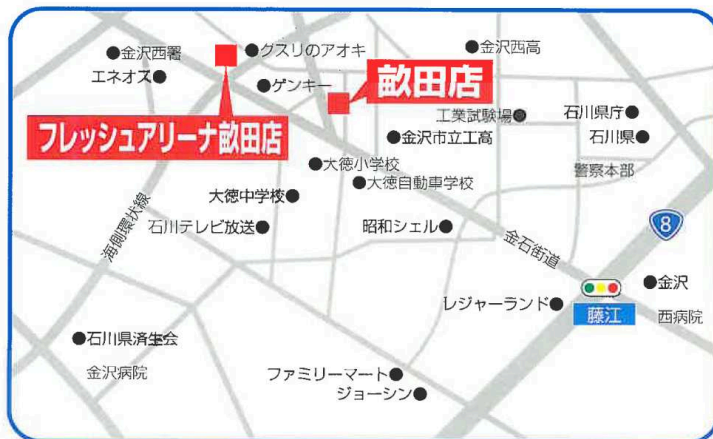 金沢西署
クスリのアオキ
金沢西高
エネオス
ゲンキー
畝田店
フレッシュアリーナ畝田店
工業試験場
石川県庁
金沢市立工高
石川県
警察本部
大徳小学校
大徳自動車学校
大徳中学校
海側環状線
石川テレビ放送
昭和シェル
金石街道
8
金沢
西病院
レジャーランド
藤江
石川県済生会
金沢病院
ファミリーマート
ジョーシン